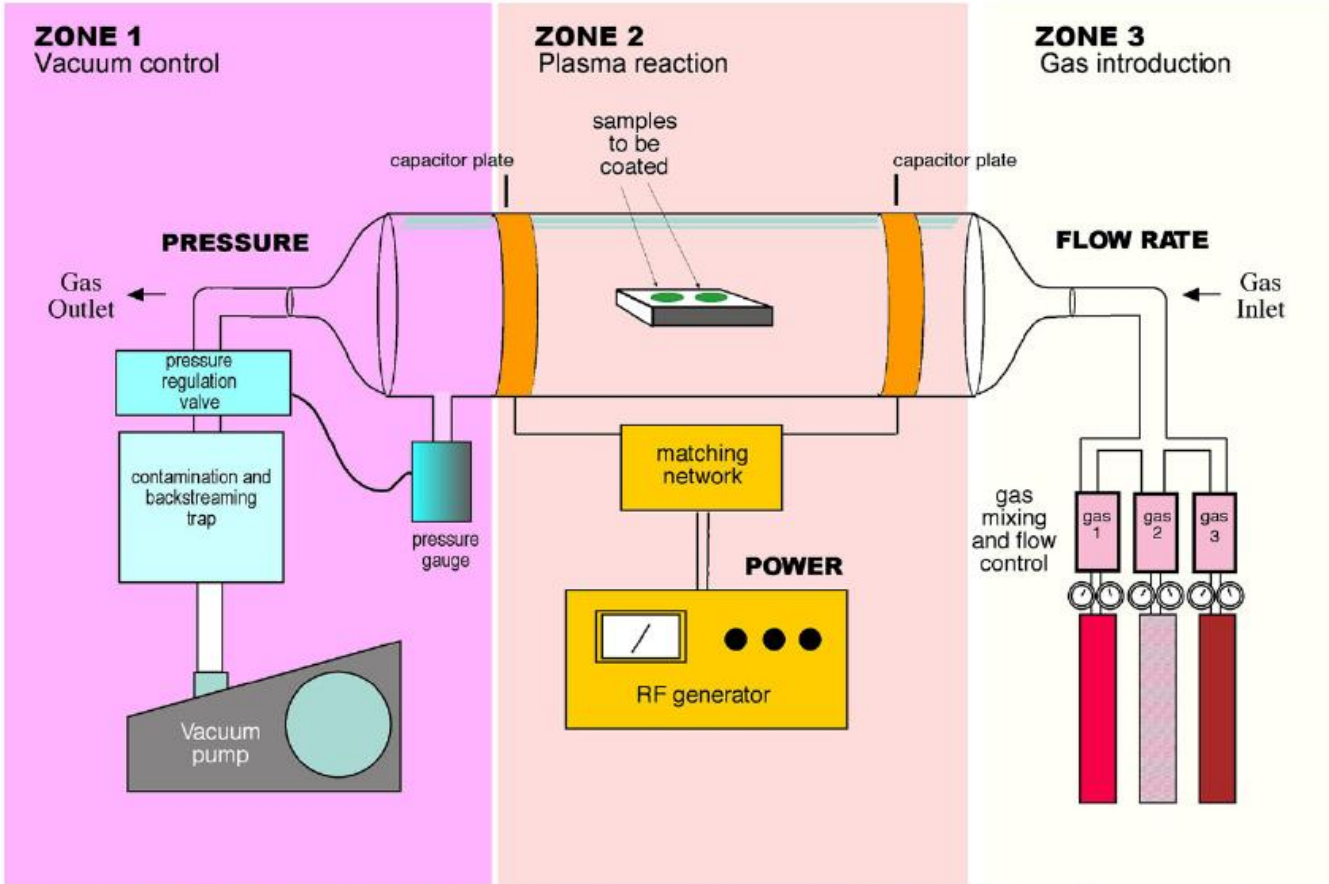 ZONE 1
Vacuum control
ZONE 2
Plasma reaction
ZONE 3
Gas introduction
samples
to be
coated
capacitor plate
capacitor plate
PRESSURE
FLOW RATE
Gas
Outlet
Gas
Inlet
pressure
regulation
valve
contamination and
backstreaming
trap
pressure
gauge
matching
network
gas
mixing
and flow
control
gas
1
gas
2
gas
3
POWER
RF generator
Vacuum
pump